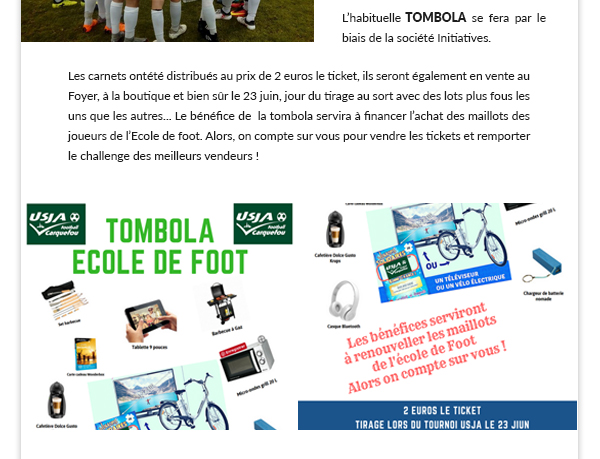 L’habituelle TOMBOLA se fera par le
biais de la société Initiatives.
Les carnets ontété distribués au prix de 2 euros le ticket, ils seront également en vente au
Foyer, à la boutique et bien sûr le 23 juin, jour du tirage au sort avec des lots plus fous les
uns que les autres... Le bénéfice de la tombola servira à financer l’achat des maillots des
joueurs de l’Ecole de foot. Alors, on compte sur vous pour vendre les tickets et remporter
le challenge des meilleurs vendeurs !
USJA
football
Carquefou
TOMBOLA
ECOLE DE FOOT
USJA
football
Carquefou
Set barbecue
Tablette 9 pouces
Barbecue à Gaz
Carte cadeau Wonderbox
Micro-ondes grill 20 L
Cafetière Dolce Gusto
Micro-ondes grill 20 L
Cafetière Dolce Gusto
Krups
OU
USJA
UN TÉLÉVISEUR
OU UN VÉLO ÉLECTRIQUE
Chargeur de batterie
nomade
Casque Bluetooth
Les bénéfices serviront
à renouveller les maillots
de l'école de Foot
Alors on compte sur vous !
2 EUROS LE TICKET
TIRAGE LORS DU TOURNOI USJA LE 23 JIUN